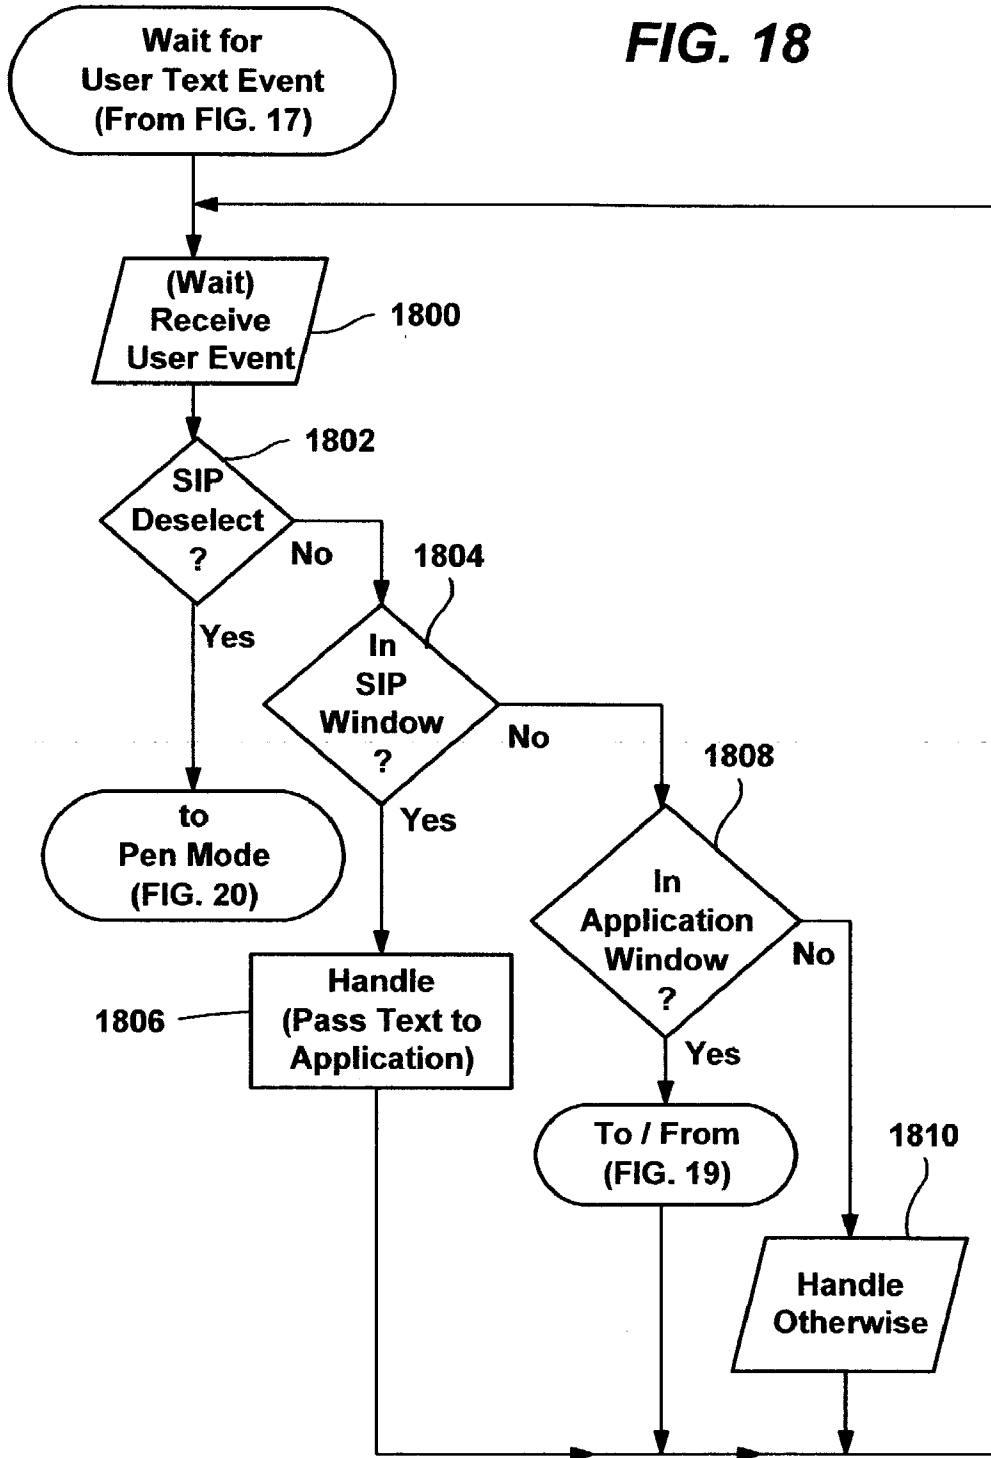 FIG. 18
Wait for
User Text Event
(From FIG. 17)
(Wait)
Receive
User Event
1800
1802
SIP
Deselect
?
No
Yes
1804
In
SIP
Window
?
No
Yes
to
Pen Mode
(FIG. 20)
1808
In
Application
Window
?
No
Yes
1806
Handle
(Pass Text to
Application)
To / From
(FIG. 19)
1810
Handle
Otherwise